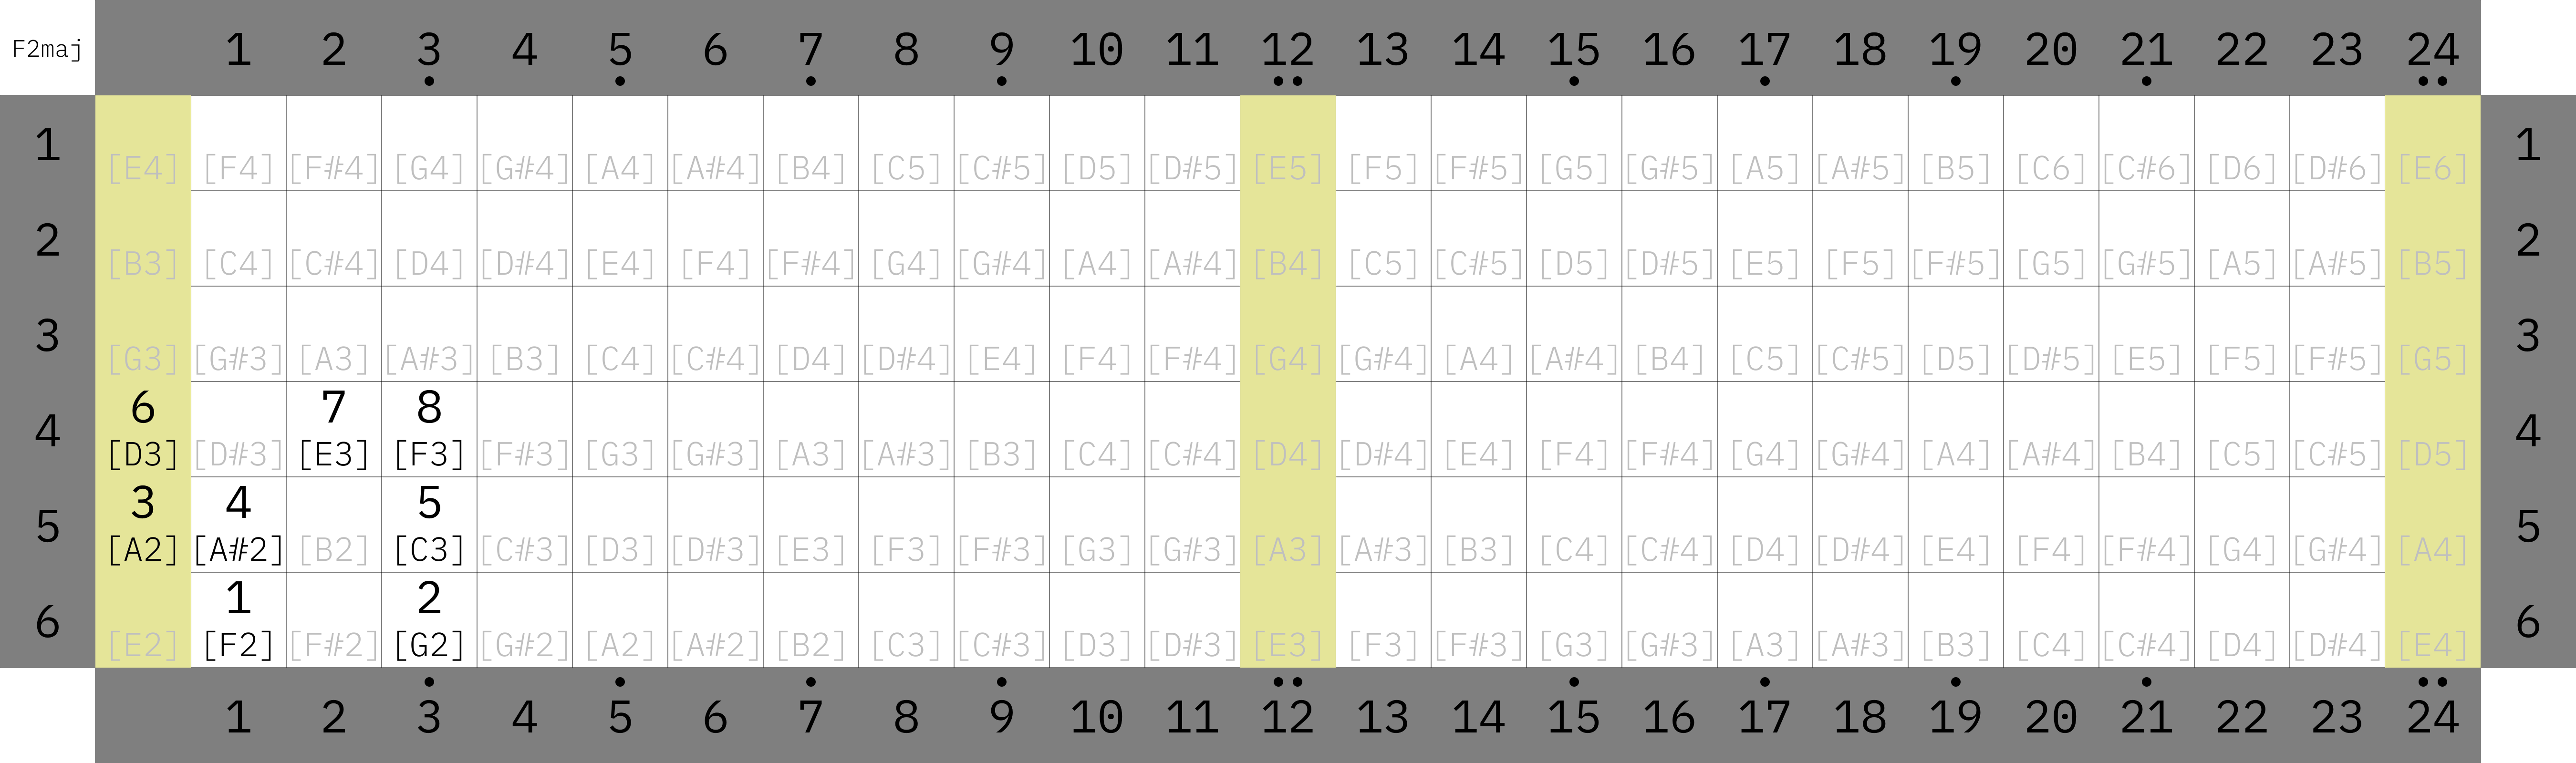 F2maj 1 2 3 4 5 6 7 8 9 10 11 12 13 14 15 16 17 18 19 20 21 22 23 24
1 [E4] [F4] [F#4] [G4] [G#4] [A4] [A#4] [B4] [C5] [C#5] [D5] [D#5] [E5] [F5] [F#5] [G5] [G#5] [A5] [A#5] [B5] [C6] [C#6] [D6] [D#6] [E6] 1
2 [B3] [C4] [C#4] [D4] [D#4] [E4] [F4] [F#4] [G4] [G#4] [A4] [A#4] [B4] [C5] [C#5] [D5] [D#5] [E5] [F5] [F#5] [G5] [G#5] [A5] [A#5] [B5] 2
3 [G3] [G#3] [A3] [A#3] [B3] [C4] [C#4] [D4] [D#4] [E4] [F4] [F#4] [G4] [G#4] [A4] [A#4] [B4] [C5] [C#5] [D5] [D#5] [E5] [F5] [F#5] [G5] 3
6 7 8
4 [D3] [D#3] [E3] [F3] [F#3] [G3] [G#3] [A3] [A#3] [B3] [C4] [C#4] [D4] [D#4] [E4] [F4] [F#4] [G4] [G#4] [A4] [A#4] [B4] [C5] [C#5] [D5] 4
3 4 5
5 [A2] [A#2] [B2] [C3] [C#3] [D3] [D#3] [E3] [F3] [F#3] [G3] [G#3] [A3] [A#3] [B3] [C4] [C#4] [D4] [D#4] [E4] [F4] [F#4] [G4] [G#4] [A4] 5
1 2
6 [E2] [F2] [F#2] [G2] [G#2] [A2] [A#2] [B2] [C3] [C#3] [D3] [D#3] [E3] [F3] [F#3] [G3] [G#3] [A3] [A#3] [B3] [C4] [C#4] [D4] [D#4] [E4] 6
1 2 3 4 5 6 7 8 9 10 11 12 13 14 15 16 17 18 19 20 21 22 23 24